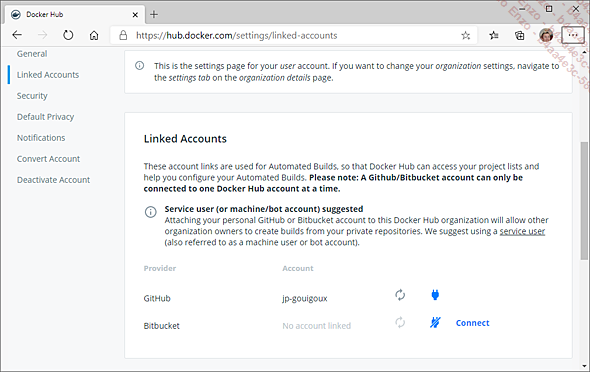 Docker Hub
https://hub.docker.com/settings/linked-accounts
General
Linked Accounts
Security
Default Privacy
Notifications
Convert Account
Deactivate Account
This is the settings page for your user account. If you want to change your organization settings, navigate to
the settings tab on the organization details page.
Linked Accounts
These account links are used for Automated Builds, so that Docker Hub can access your project lists and
help you configure your Automated Builds. Please note: A Github/Bitbucket account can only be
connected to one Docker Hub account at a time.
Service user (or machine/bot account) suggested
Attaching your personal GitHub or Bitbucket account to this Docker Hub organization will allow other
organization owners to create builds from your private repositories. We suggest using a service user
(also referred to as a machine user or bot account).
Provider Account
GitHub jp-gouigoux
Bitbucket No account linked Connect